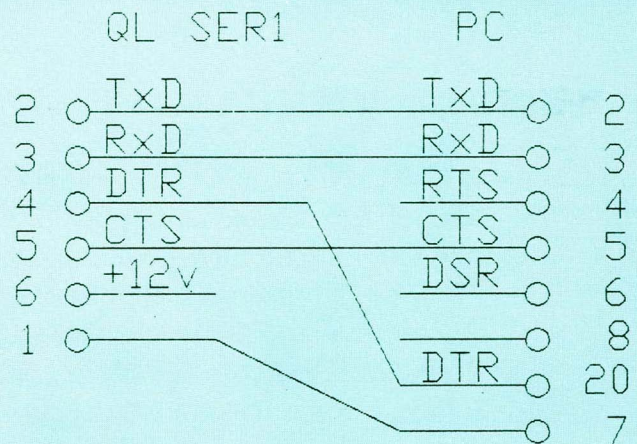 QL SER1 PC
2 TxD TxD 2
3 RxD RxD 3
4 DTR RTS 4
5 CTS CTS 5
6 +12v DSR 6
1 8
DTR 20
7